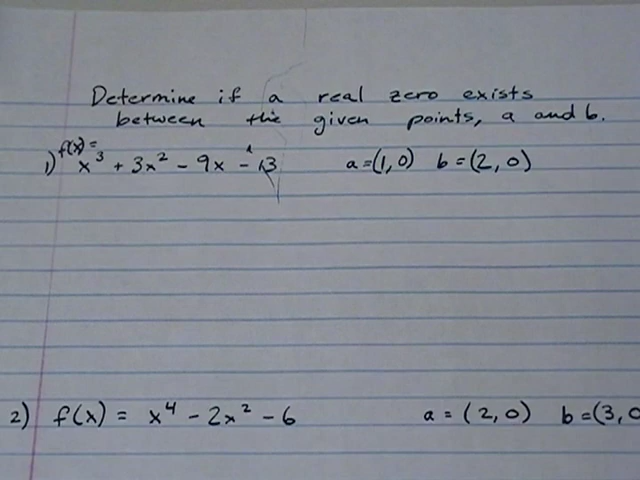 Determine if a real zero exists
between the given points, a and b.
f(x)=
1) x³ + 3x² - 9x - 13 a=(1,0) b=(2,0)
2) f(x) = x⁴ - 2x² - 6 a = (2,0) b=(3,0